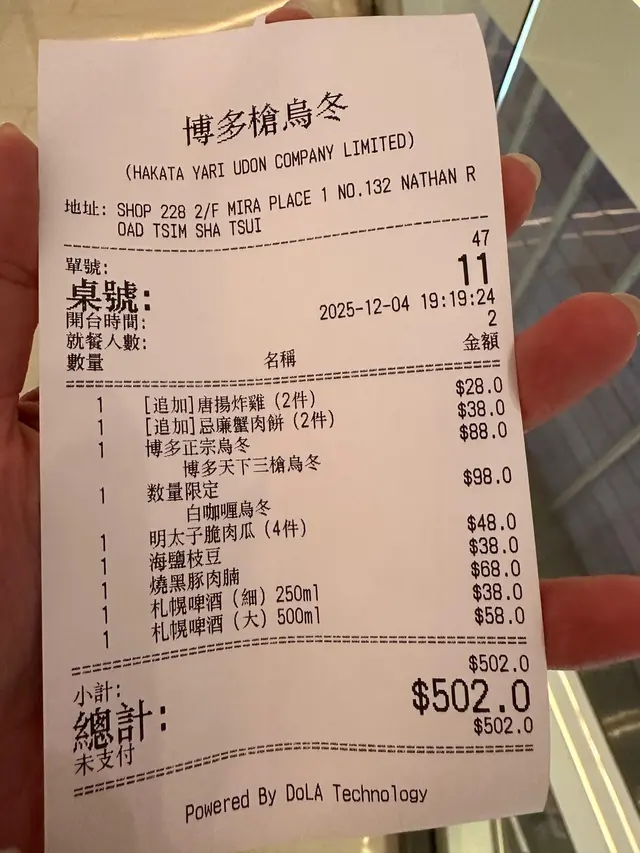 博多槍烏冬
(HAKATA YARI UDON COMPANY LIMITED)
地址: SHOP 228 2/F MIRA PLACE 1 NO.132 NATHAN R
OAD TSIM SHA TSUI
單號: 47
桌號: 11
開台時間: 2025-12-04 19:19:24
就餐人數: 2
數量 名稱 金額
1 [追加]唐揚炸雞 (2件) $28.0
1 [追加]忌廉蟹肉餅 (2件) $38.0
1 博多正宗烏冬 $88.0
博多天下三槍烏冬
1 数量限定 $98.0
白咖喱烏冬
1 明太子脆肉瓜 (4件) $48.0
1 海鹽枝豆 $38.0
1 燒黑豚肉腩 $68.0
1 札幌啤酒 (細) 250ml $38.0
1 札幌啤酒 (大) 500ml $58.0
小計: $502.0
總計: $502.0
未支付 $502.0
Powered By DoLA Technology